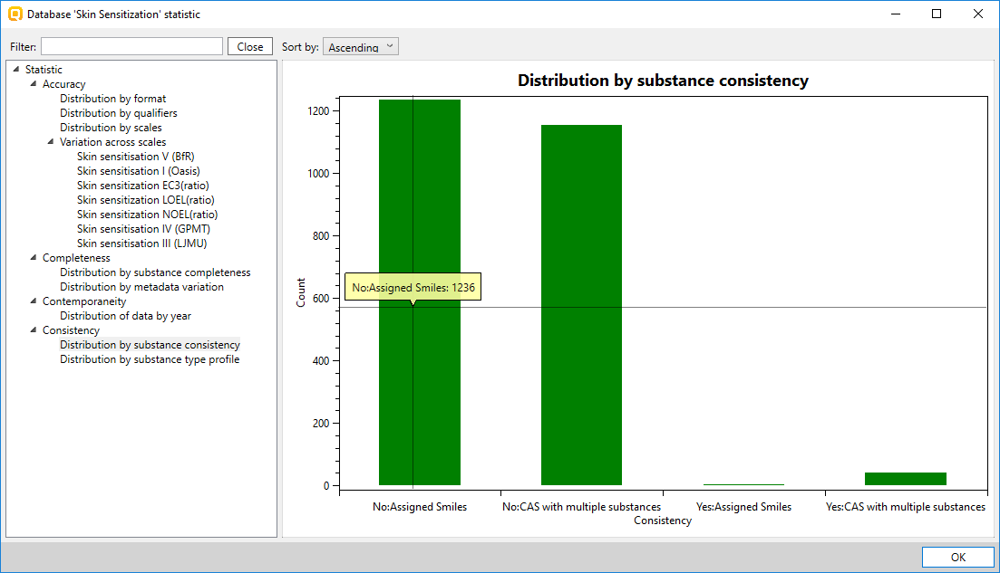 Database 'Skin Sensitization' statistic
Filter:
Close
Sort by:
Ascending
Statistic
Accuracy
Distribution by format
Distribution by qualifiers
Distribution by scales
Variation across scales
Skin sensitisation V (BfR)
Skin sensitisation I (Oasis)
Skin sensitization EC3(ratio)
Skin sensitization LOEL(ratio)
Skin sensitization NOEL(ratio)
Skin sensitisation IV (GPMT)
Skin sensitisation III (LJMU)
Completeness
Distribution by substance completeness
Distribution by metadata variation
Contemporaneity
Distribution of data by year
Consistency
Distribution by substance consistency
Distribution by substance type profile
Distribution by substance consistency
1200
1000
800
600
400
200
0
Count
No:Assigned Smiles: 1236
No:Assigned Smiles
No:CAS with multiple substances
Yes:Assigned Smiles
Yes:CAS with multiple substances
Consistency
OK